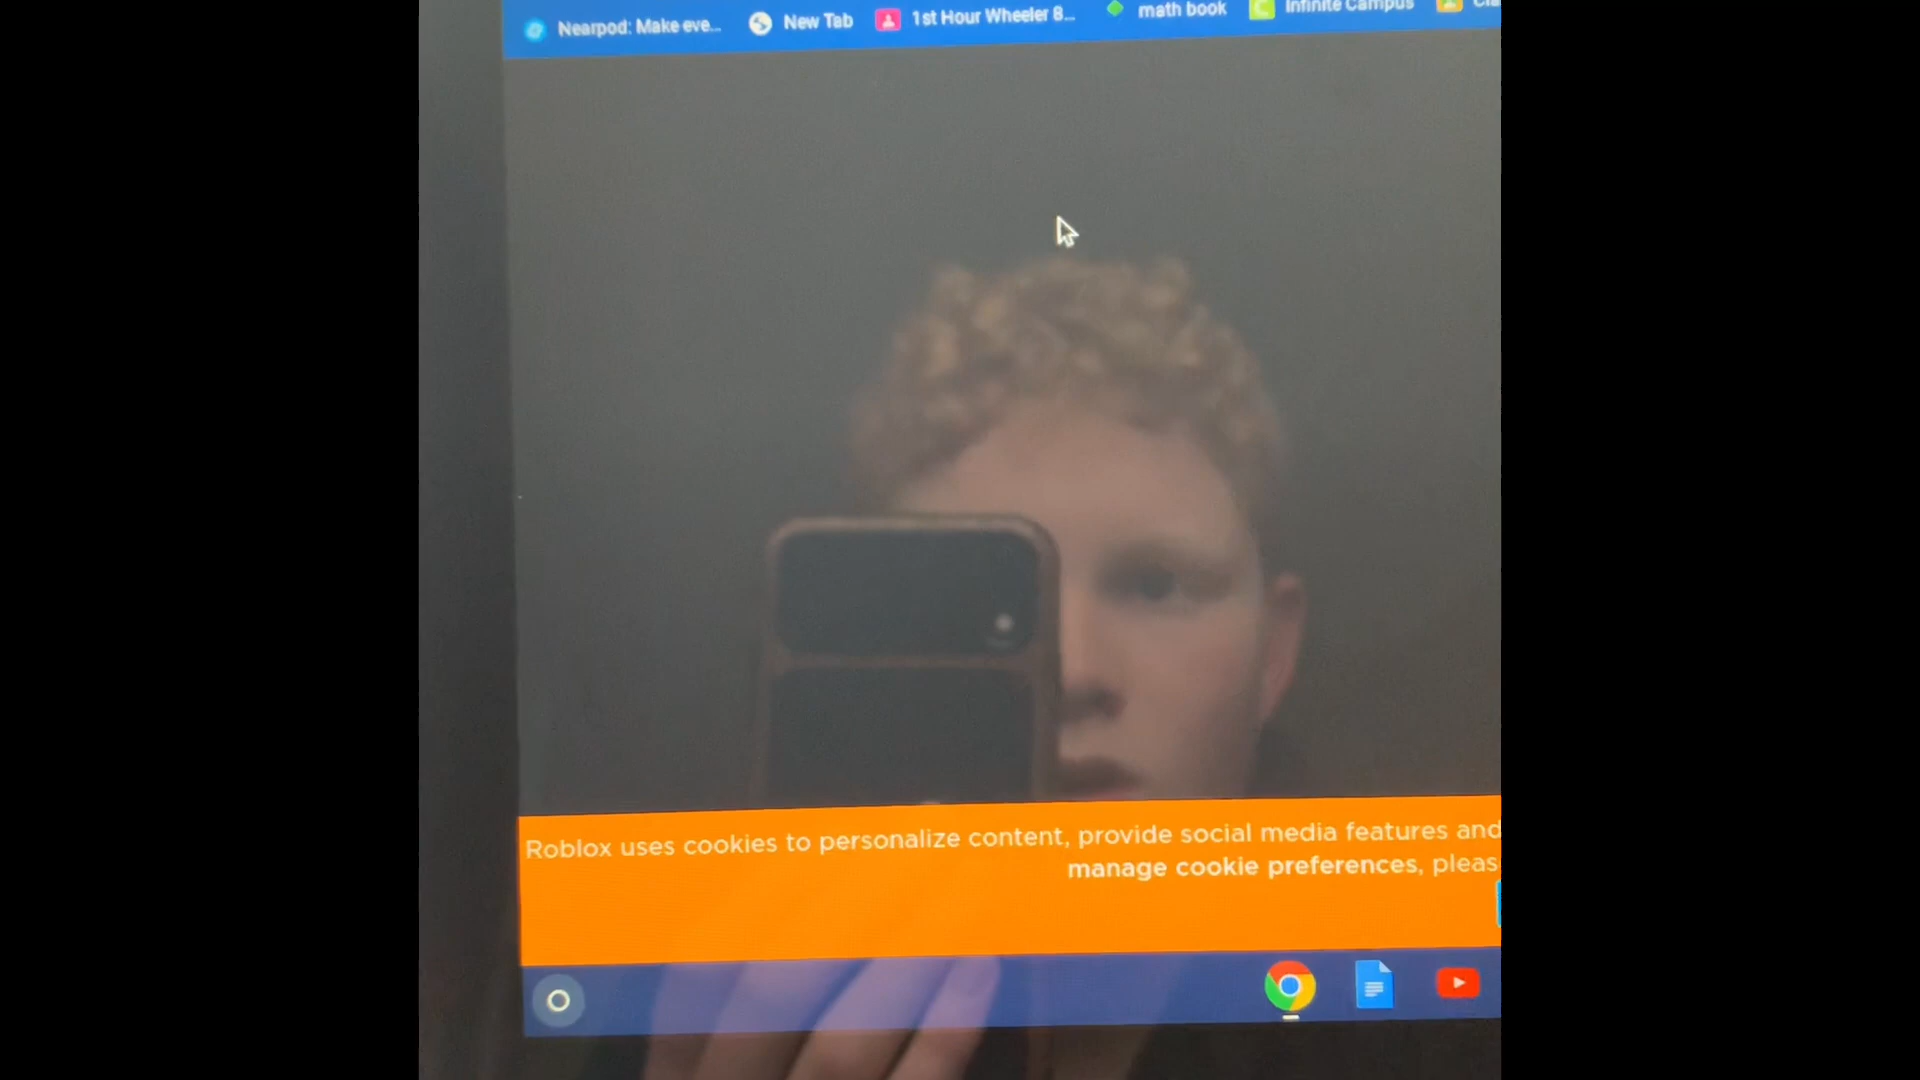 Nearpod: Make eve...
New Tab
1st Hour Wheeler 8...
math book
Infinite Campus
Cla
Roblox uses cookies to personalize content, provide social media features and
manage cookie preferences, pleas